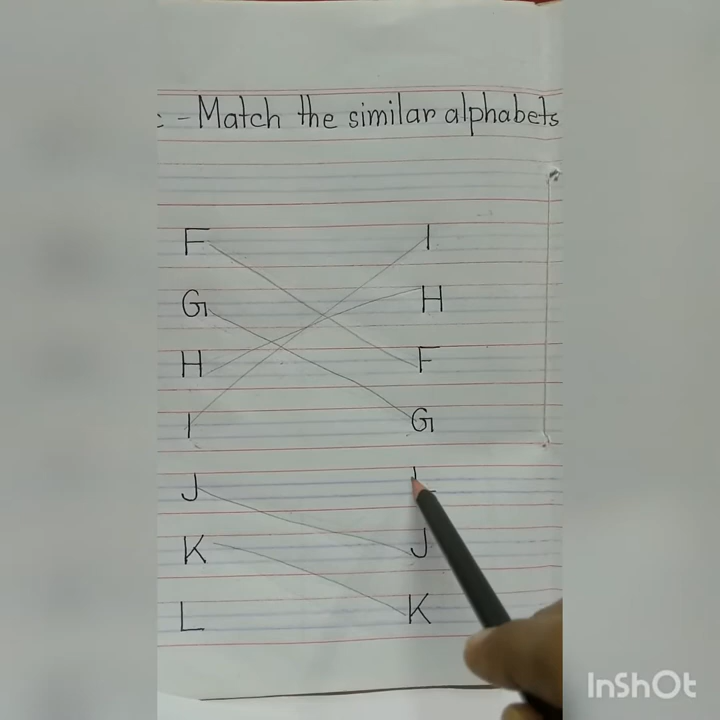 : - Match the similar alphabets
F I
G H
H F
I G
J L
K J
L K
InShOt